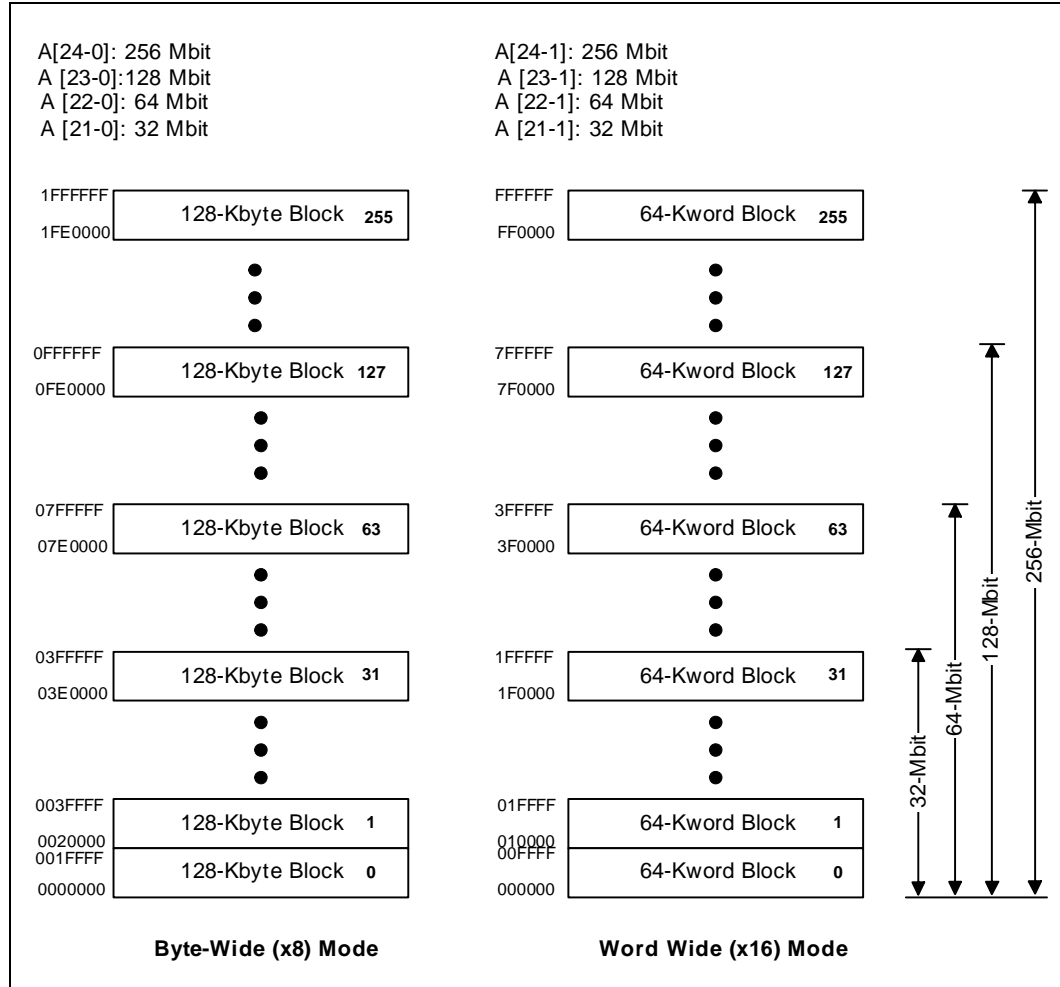 A[24-0]: 256 Mbit
A [23-0]:128 Mbit
A [22-0]: 64 Mbit
A [21-0]: 32 Mbit
A[24-1]: 256 Mbit
A [23-1]: 128 Mbit
A [22-1]: 64 Mbit
A [21-1]: 32 Mbit
1FFFFFF
128-Kbyte Block 255
1FE0000
0FFFFFF
128-Kbyte Block 127
0FE0000
07FFFFF
128-Kbyte Block 63
07E0000
03FFFFF
128-Kbyte Block 31
03E0000
003FFFF
128-Kbyte Block 1
0020000
001FFFF
128-Kbyte Block 0
0000000
Byte-Wide (x8) Mode
FFFFFF
64-Kword Block 255
FF0000
7FFFFF
64-Kword Block 127
7F0000
3FFFFF
64-Kword Block 63
3F0000
1FFFFF
64-Kword Block 31
1F0000
01FFFF
64-Kword Block 1
010000
00FFFF
64-Kword Block 0
000000
Word Wide (x16) Mode
32-Mbit
64-Mbit
128-Mbit
256-Mbit